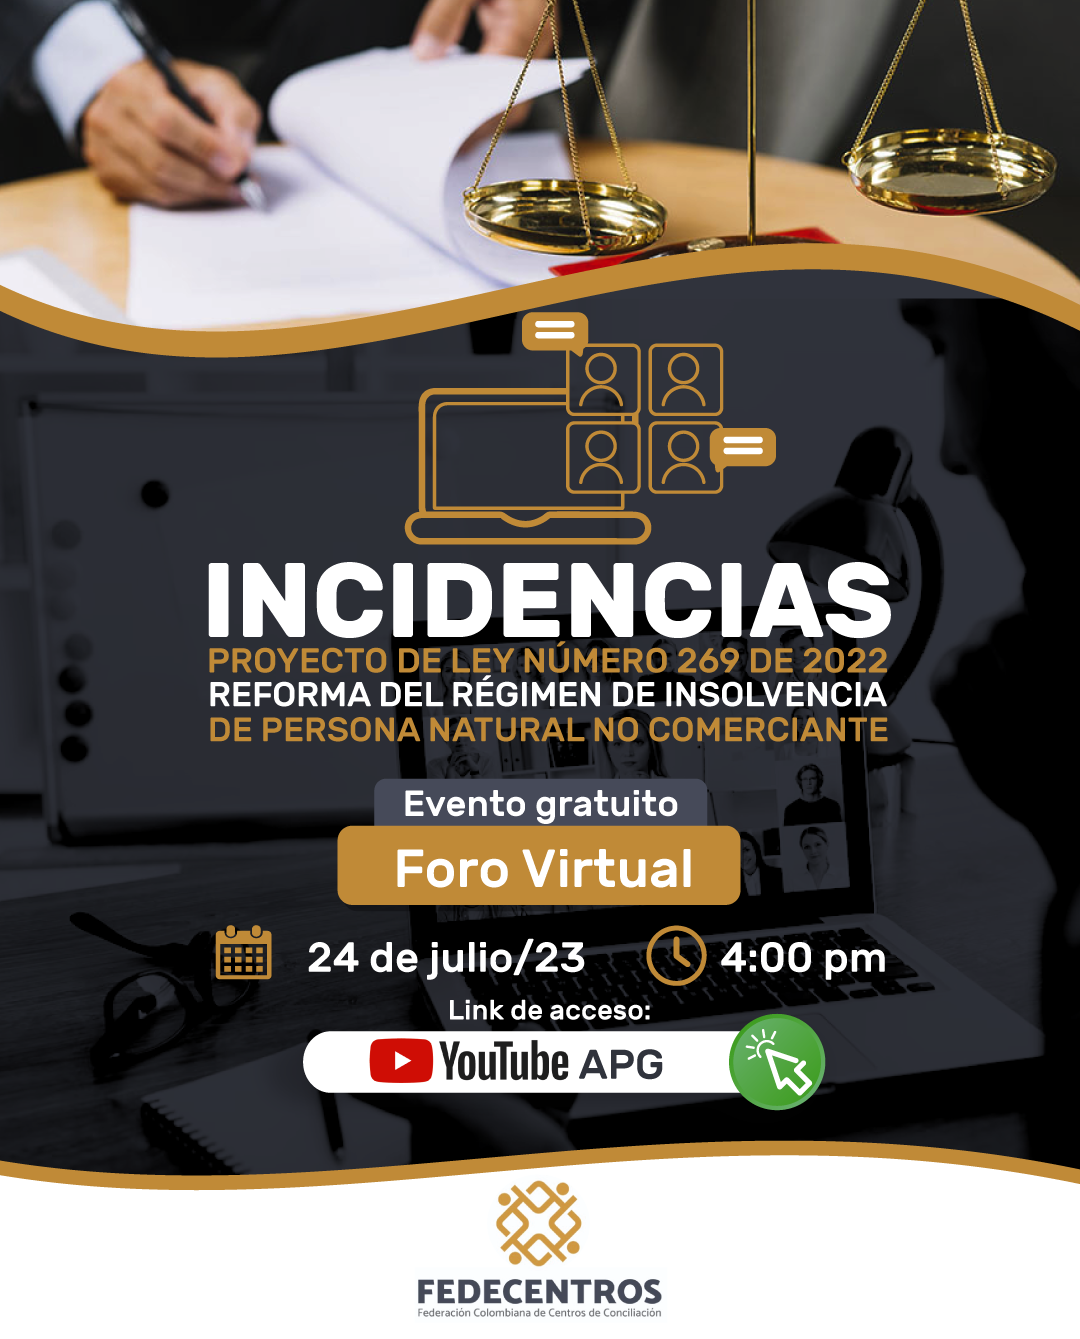 INCIDENCIAS
PROYECTO DE LEY NÚMERO 269 DE 2022
REFORMA DEL RÉGIMEN DE INSOLVENCIA
DE PERSONA NATURAL NO COMERCIANTE
Evento gratuito
Foro Virtual
24 de julio/23 4:00 pm
Link de acceso:
YouTube APG
FEDECENTROS
Federación Colombiana de Centros de Conciliación